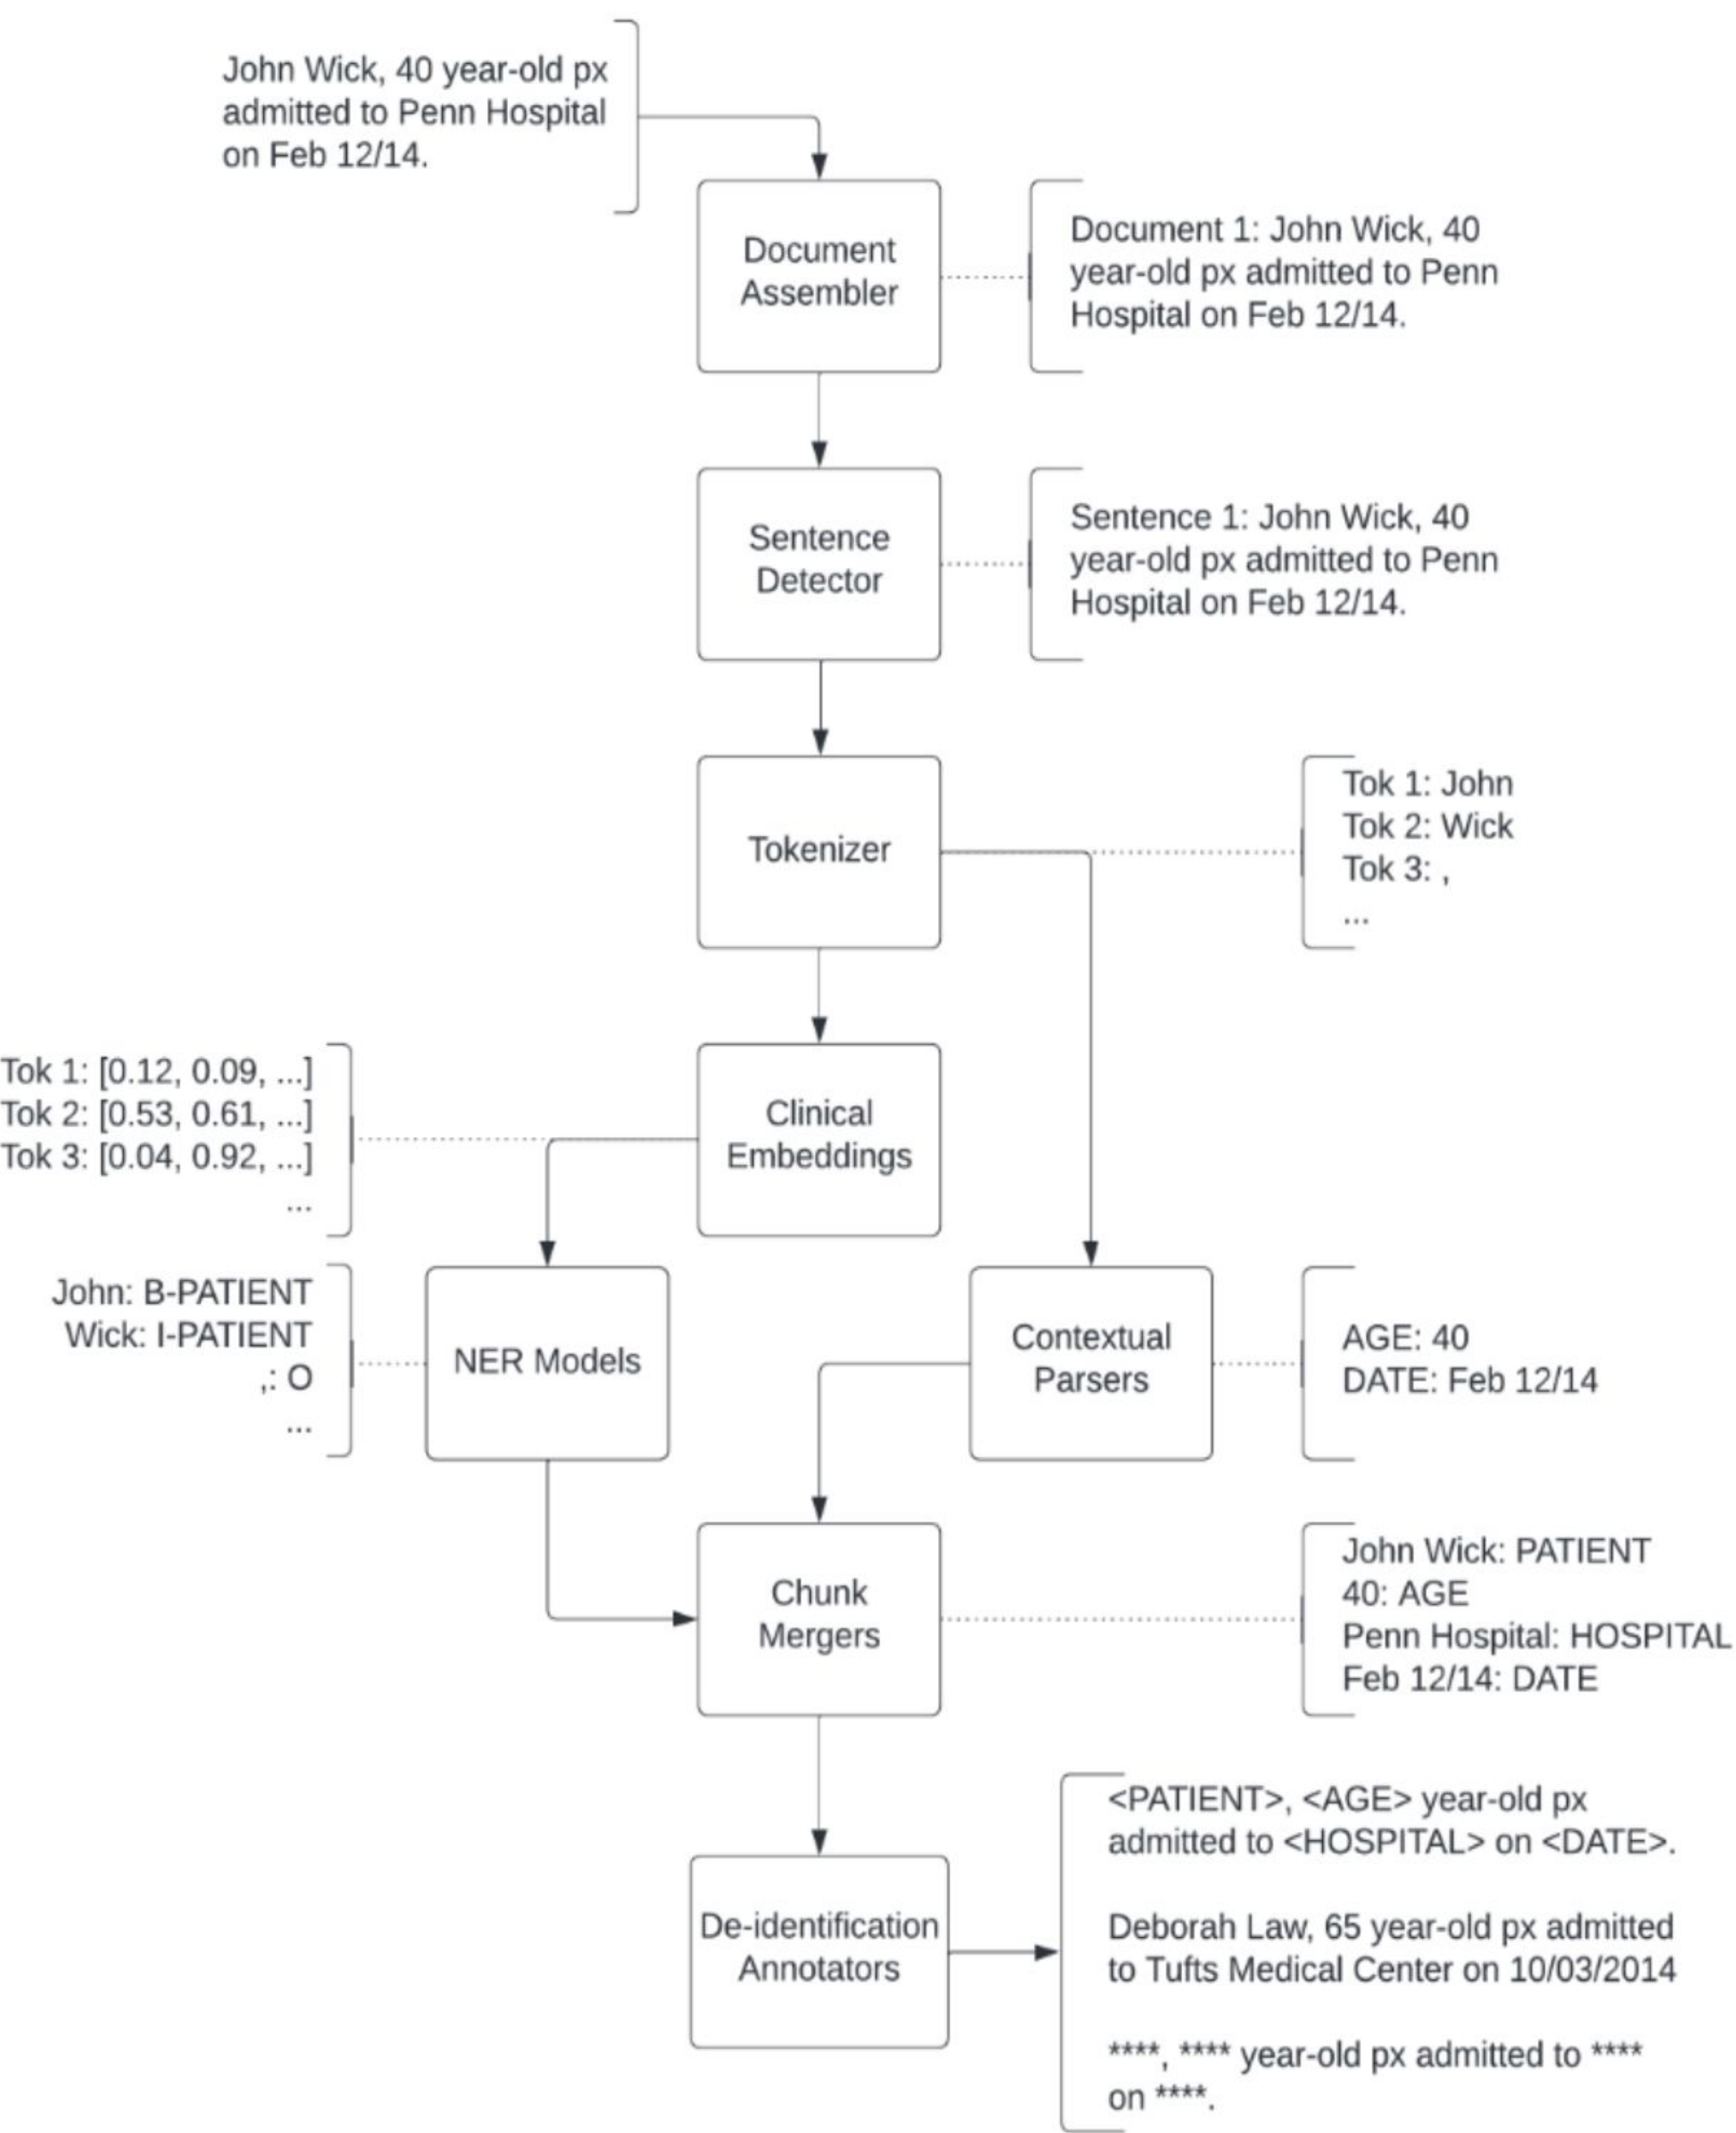 John Wick, 40 year-old px
admitted to Penn Hospital
on Feb 12/14.
Document
Assembler
Document 1: John Wick, 40
year-old px admitted to Penn
Hospital on Feb 12/14.
Sentence
Detector
Sentence 1: John Wick, 40
year-old px admitted to Penn
Hospital on Feb 12/14.
Tokenizer
Tok 1: John
Tok 2: Wick
Tok 3: ,
...
Tok 1: [0.12, 0.09, ...]
Tok 2: [0.53, 0.61, ...]
Tok 3: [0.04, 0.92, ...]
...
Clinical
Embeddings
John: B-PATIENT
Wick: I-PATIENT
,: O
...
NER Models
Contextual
Parsers
AGE: 40
DATE: Feb 12/14
Chunk
Mergers
John Wick: PATIENT
40: AGE
Penn Hospital: HOSPITAL
Feb 12/14: DATE
De-identification
Annotators
<PATIENT>, <AGE> year-old px
admitted to <HOSPITAL> on <DATE>.
Deborah Law, 65 year-old px admitted
to Tufts Medical Center on 10/03/2014
****, **** year-old px admitted to ****
on ****.